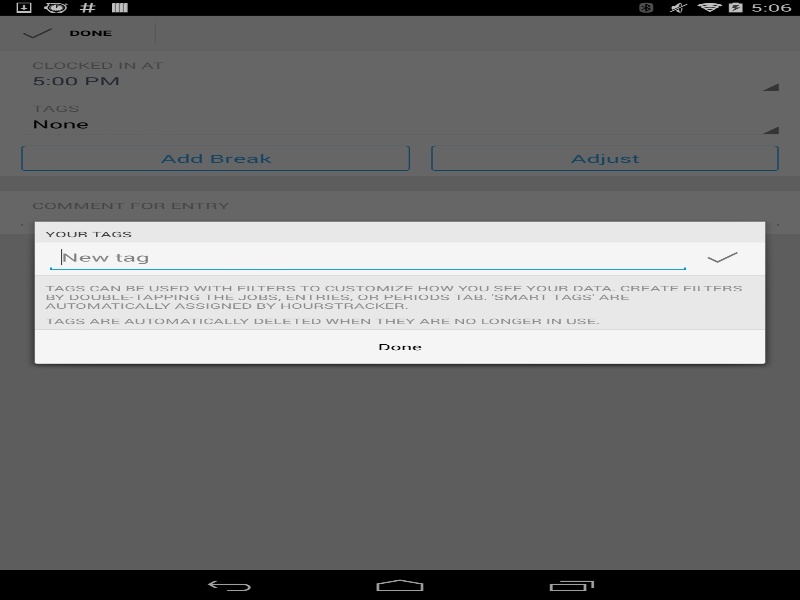 5:06
DONE
CLOCKED IN AT
5:00 PM
TAGS
None
Add Break
Adjust
COMMENT FOR ENTRY
YOUR TAGS
New tag
TAGS CAN BE USED WITH FILTERS TO CUSTOMIZE HOW YOU SEE YOUR DATA. CREATE FILTERS
BY DOUBLE-TAPPING THE JOBS, ENTRIES, OR PERIODS TAB. 'SMART TAGS' ARE
AUTOMATICALLY ASSIGNED BY HOURSTRACKER.
TAGS ARE AUTOMATICALLY DELETED WHEN THEY ARE NO LONGER IN USE.
Done